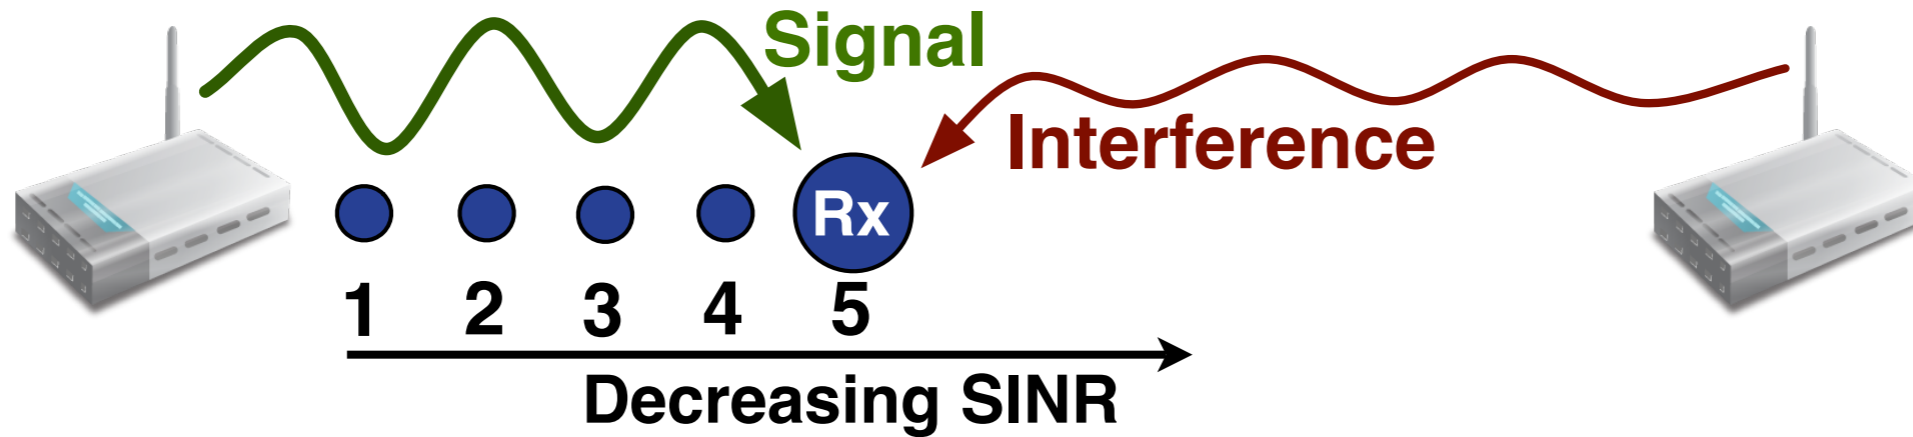 Signal
Interference
Rx
1 2 3 4 5
Decreasing SINR